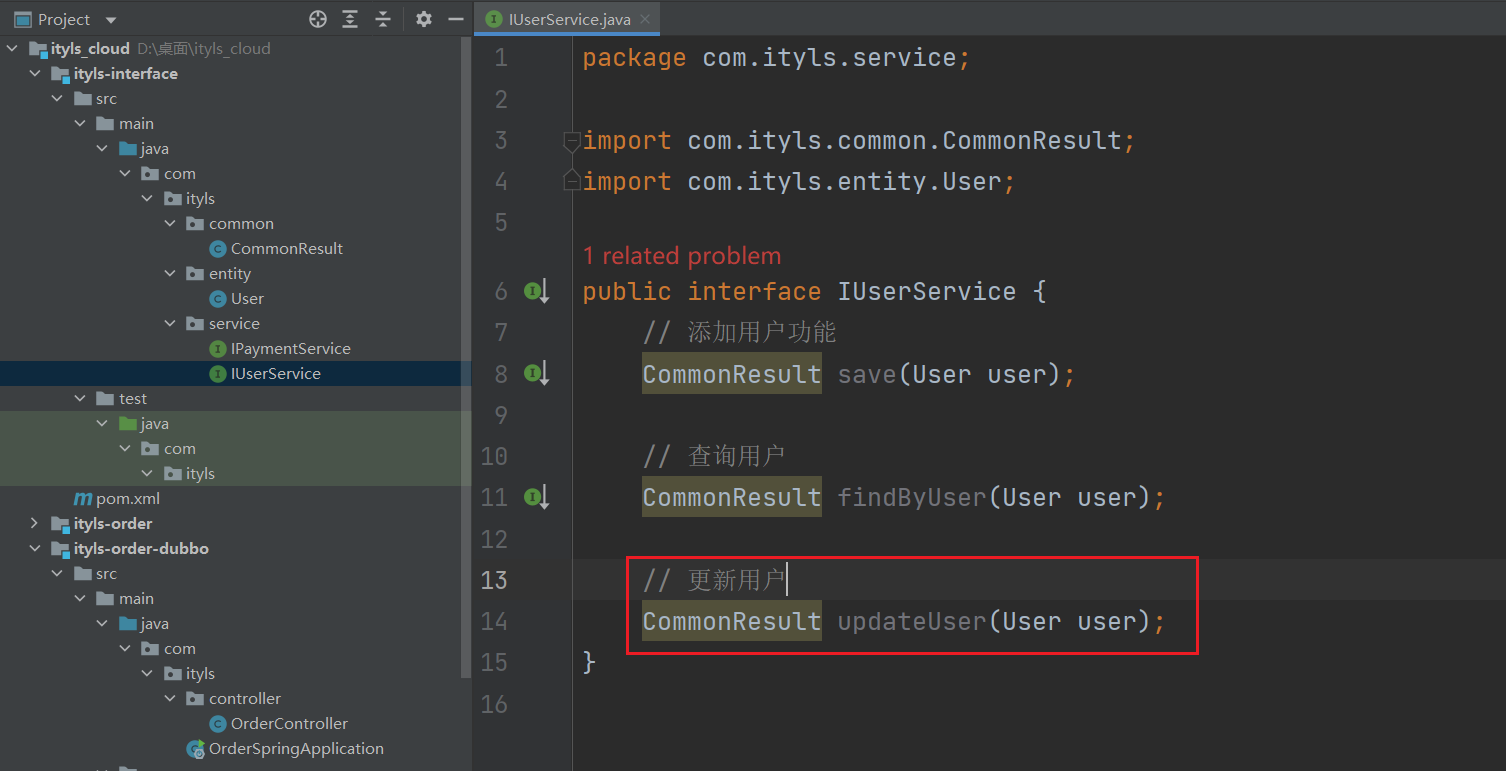 Project
ityls_cloud D:\桌面\ityls_cloud
ityls-interface
src
main
java
com
ityls
common
CommonResult
entity
User
service
IPaymentService
IUserService
test
java
com
ityls
pom.xml
ityls-order
ityls-order-dubbo
src
main
java
com
ityls
controller
OrderController
OrderSpringApplication
IUserService.java
1 package com.ityls.service;
2
3 import com.ityls.common.CommonResult;
4 import com.ityls.entity.User;
5
1 related problem
6 public interface IUserService {
7 // 添加用户功能
8 CommonResult save(User user);
9
10 // 查询用户
11 CommonResult findByUser(User user);
12
13 // 更新用户
14 CommonResult updateUser(User user);
15 }
16